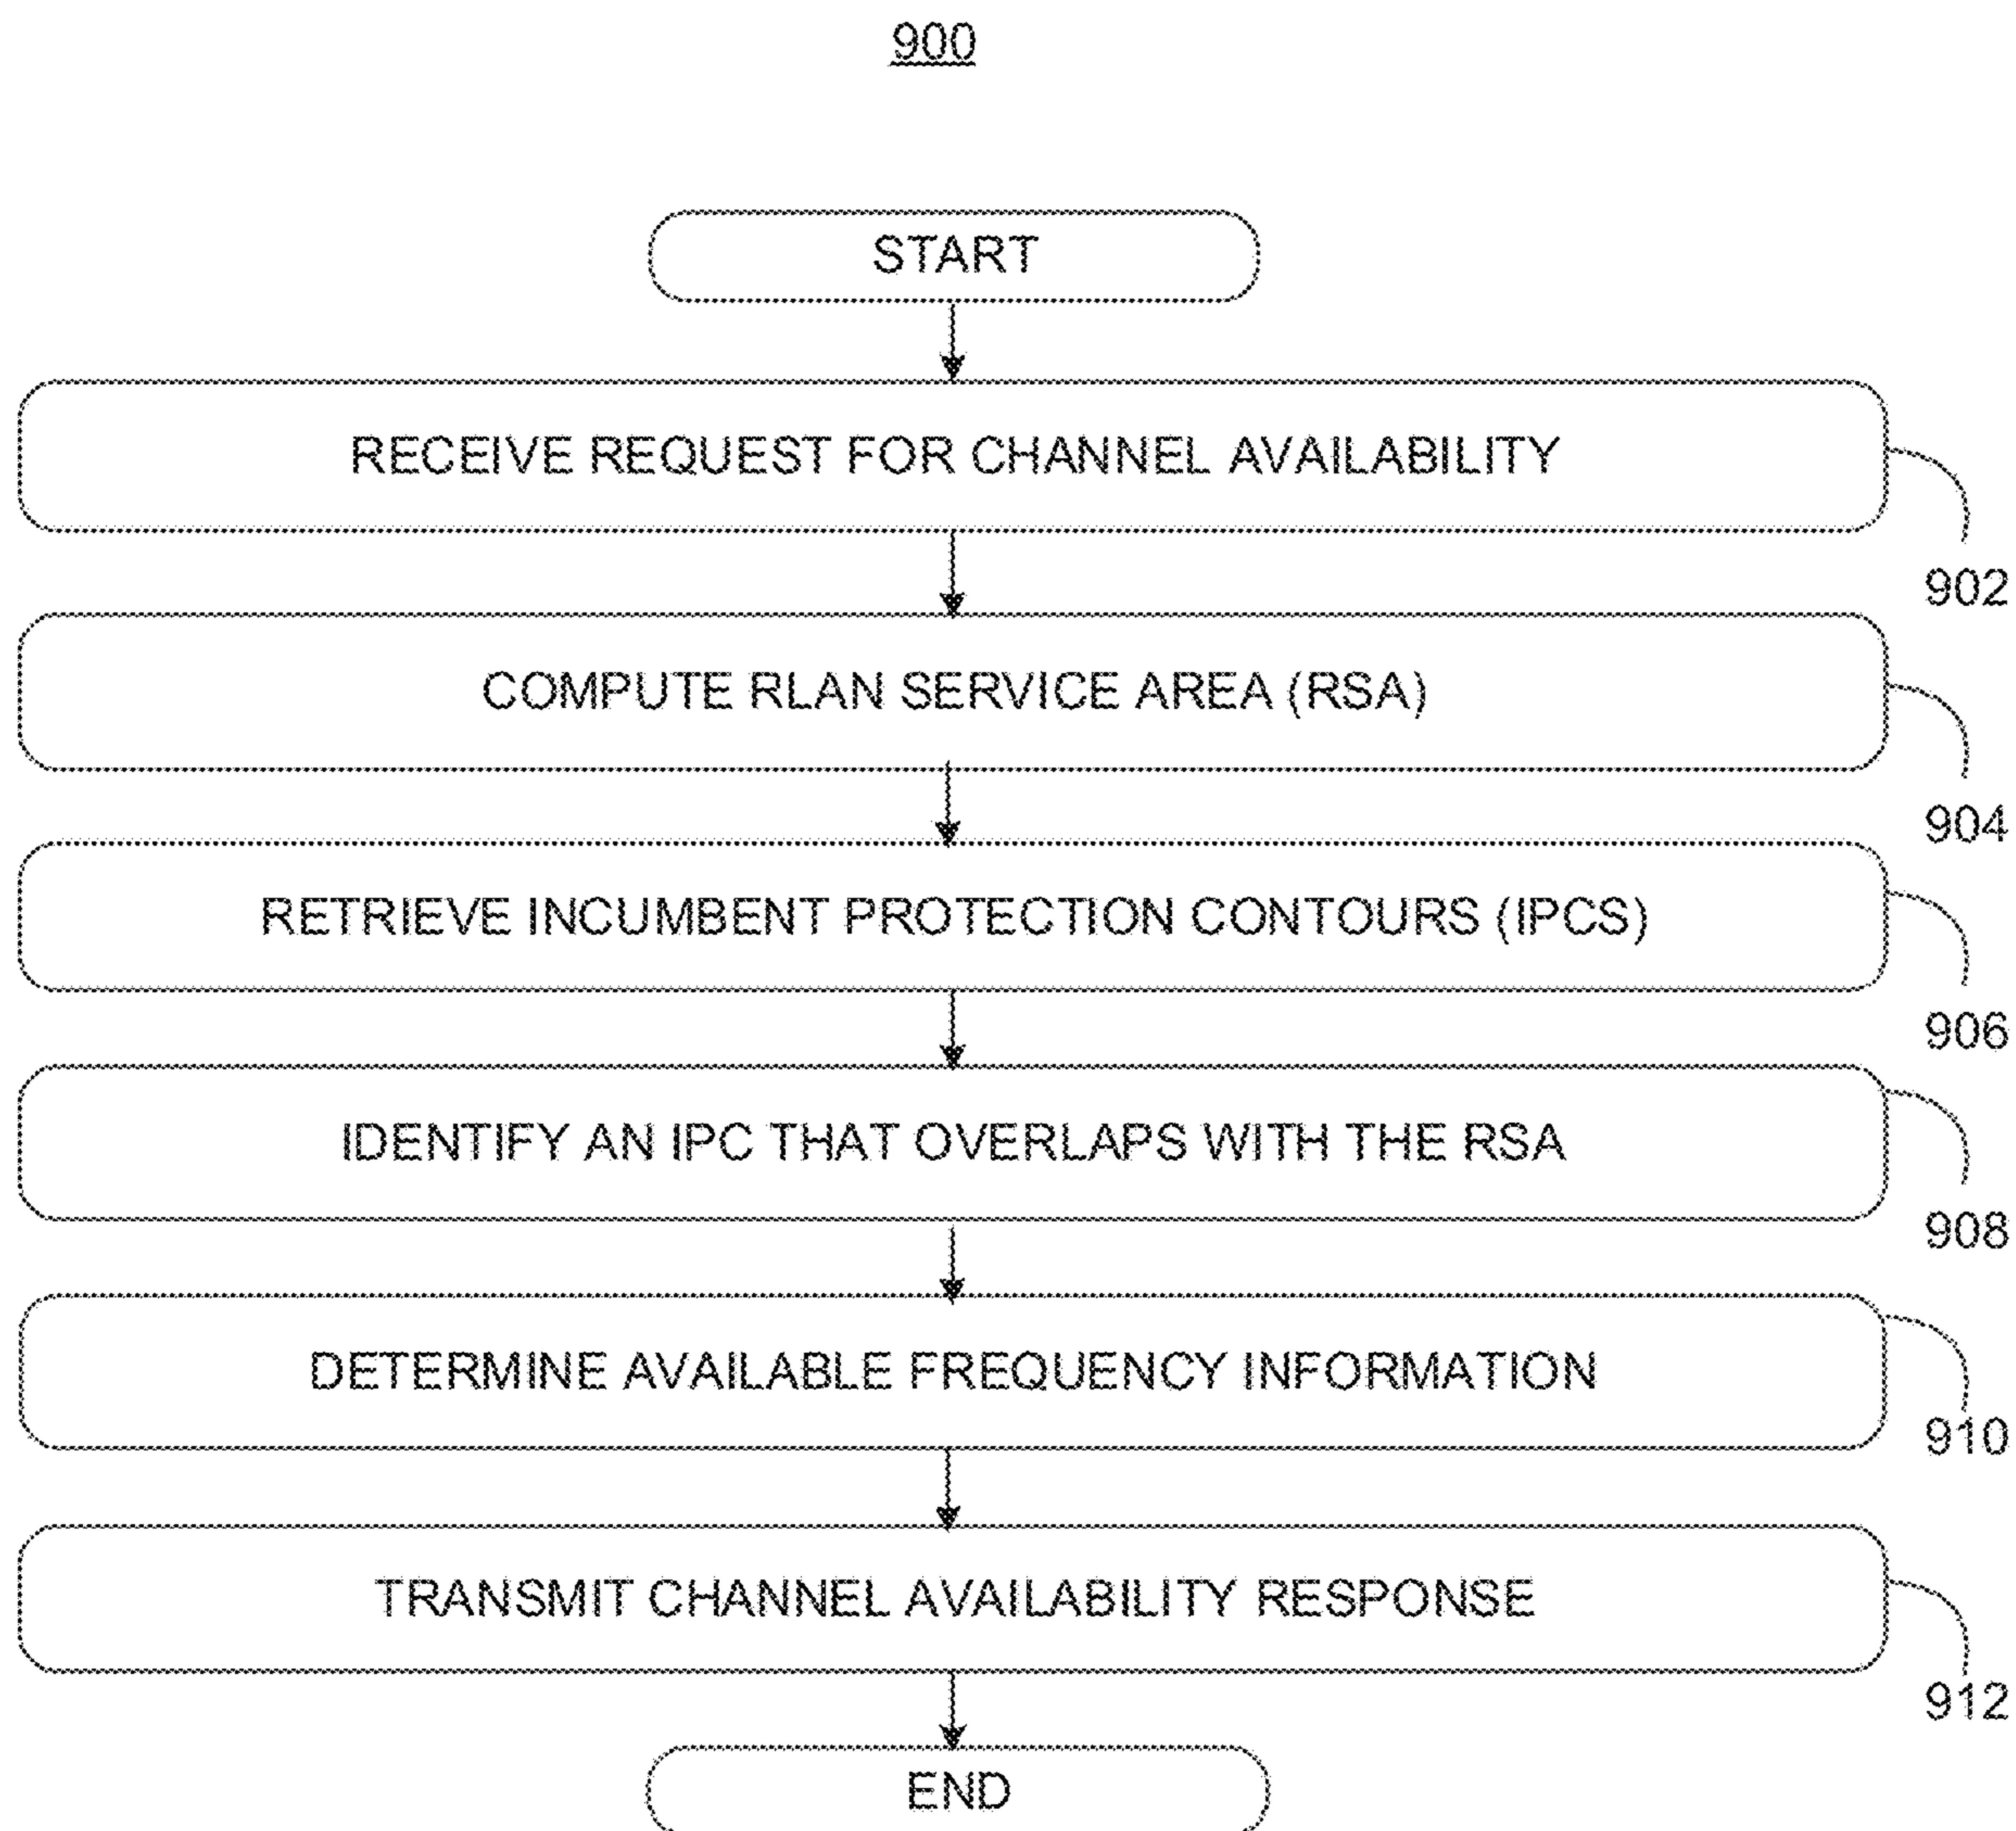 900
START
RECEIVE REQUEST FOR CHANNEL AVAILABILITY
902
COMPUTE RLAN SERVICE AREA (RSA)
904
RETRIEVE INCUMBENT PROTECTION CONTOURS (IPCS)
906
IDENTIFY AN IPC THAT OVERLAPS WITH THE RSA
908
DETERMINE AVAILABLE FREQUENCY INFORMATION
910
TRANSMIT CHANNEL AVAILABILITY RESPONSE
912
END